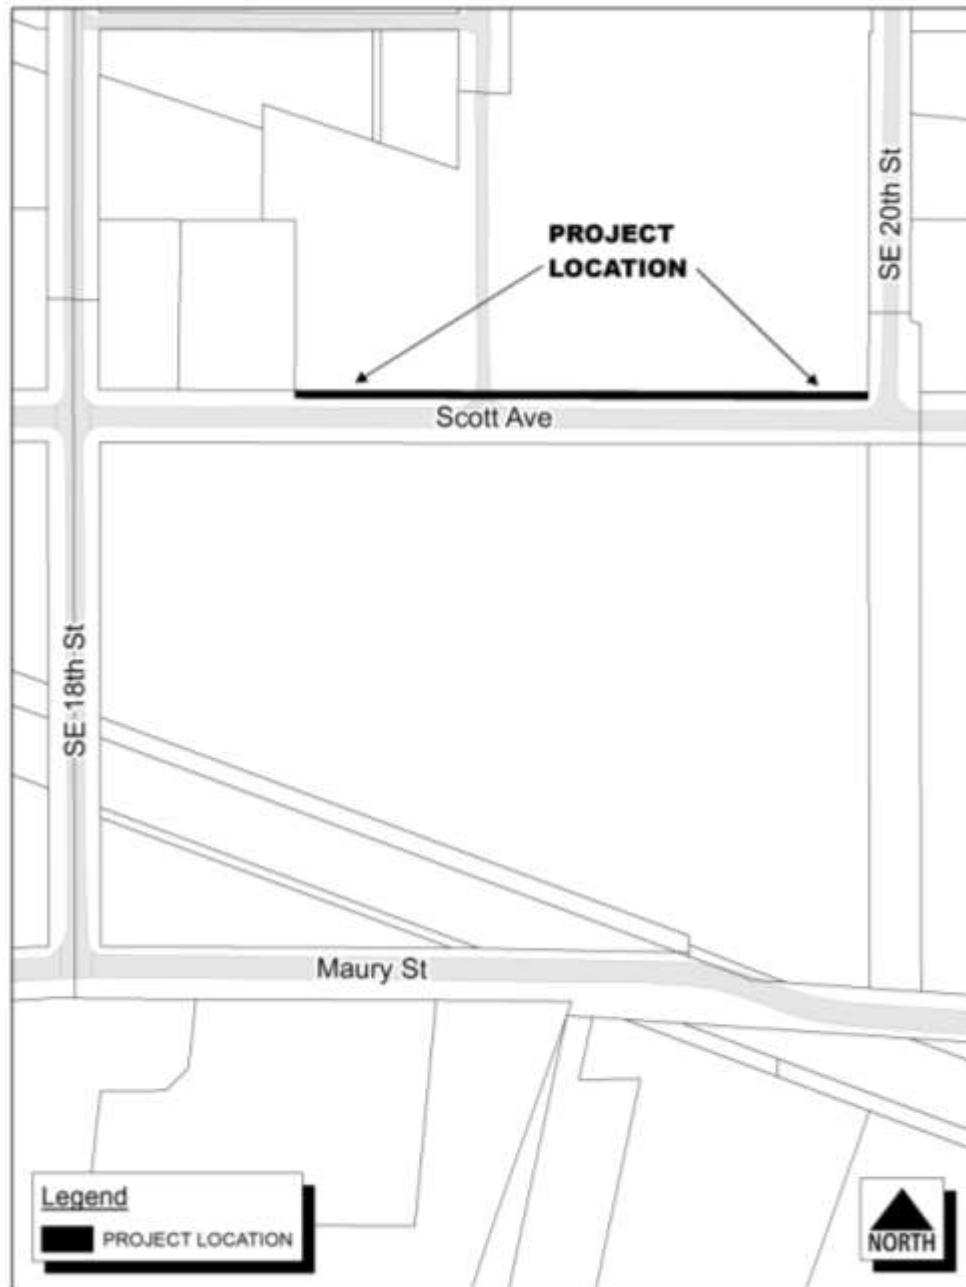 PROJECT
LOCATION
SE 20th St
Scott Ave
SE 18th St
Maury St
Legend
PROJECT LOCATION
NORTH